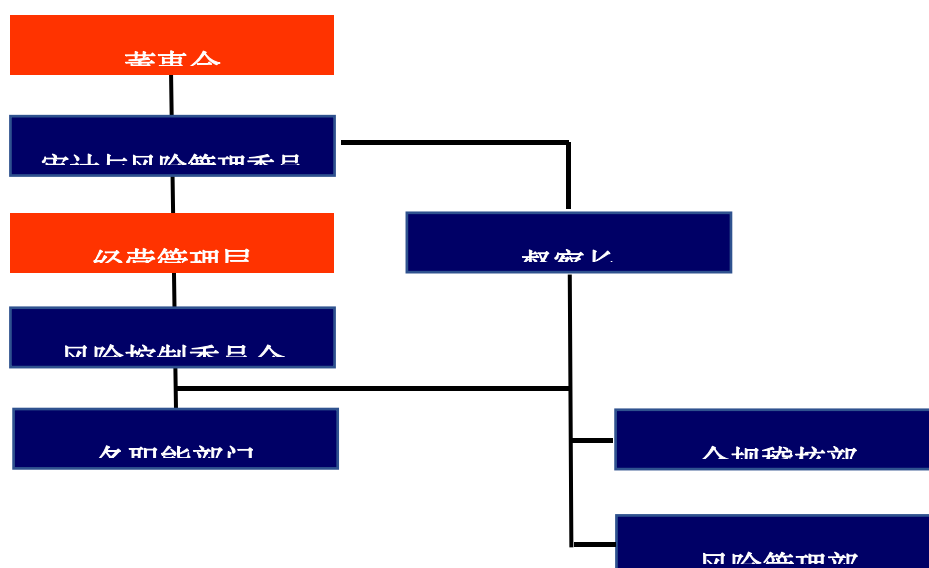 董事会
审计与风险管理委员
经营管理层
督察长
风险控制委员会
各职能部门
合规稽核部
风险管理部